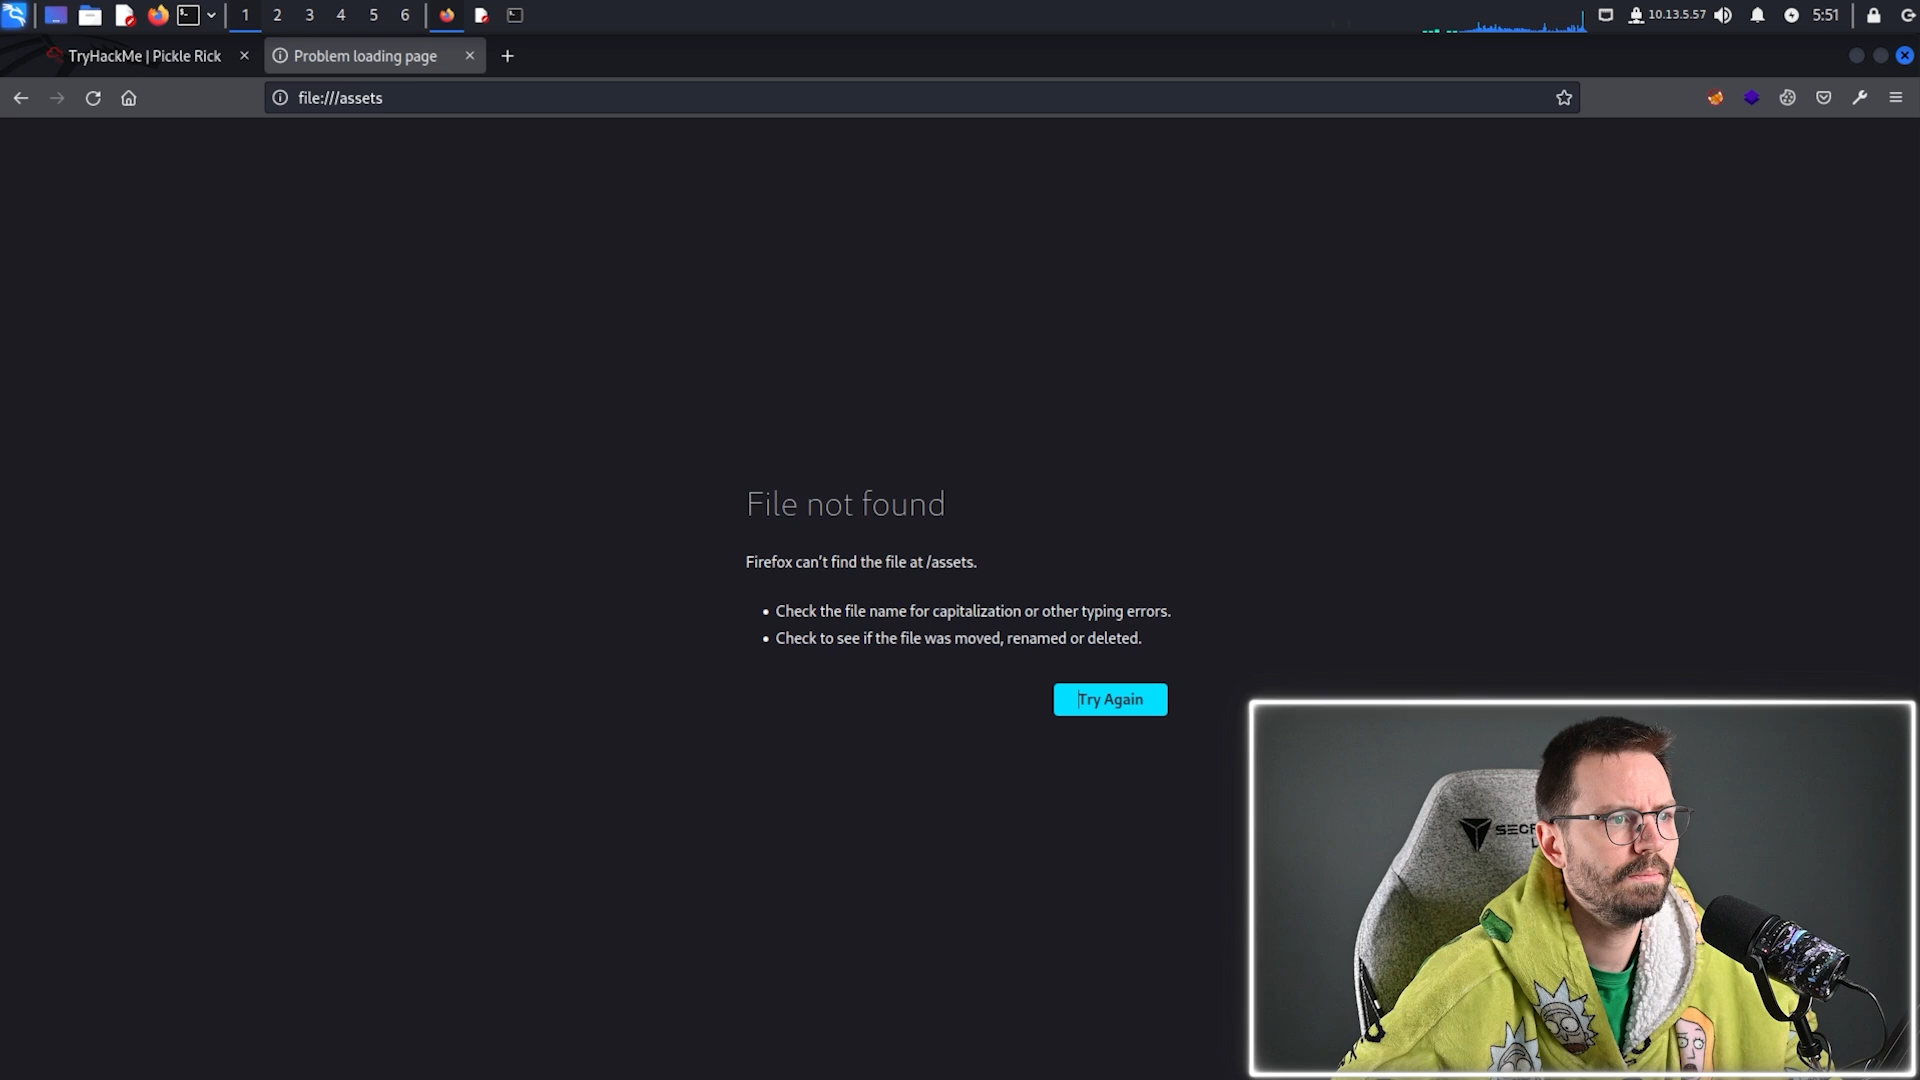 1 2 3 4 5 6 10.13.5.57 5:51
TryHackMe | Pickle Rick Problem loading page
file:///assets
File not found
Firefox can’t find the file at /assets.
• Check the file name for capitalization or other typing errors.
• Check to see if the file was moved, renamed or deleted.
Try Again